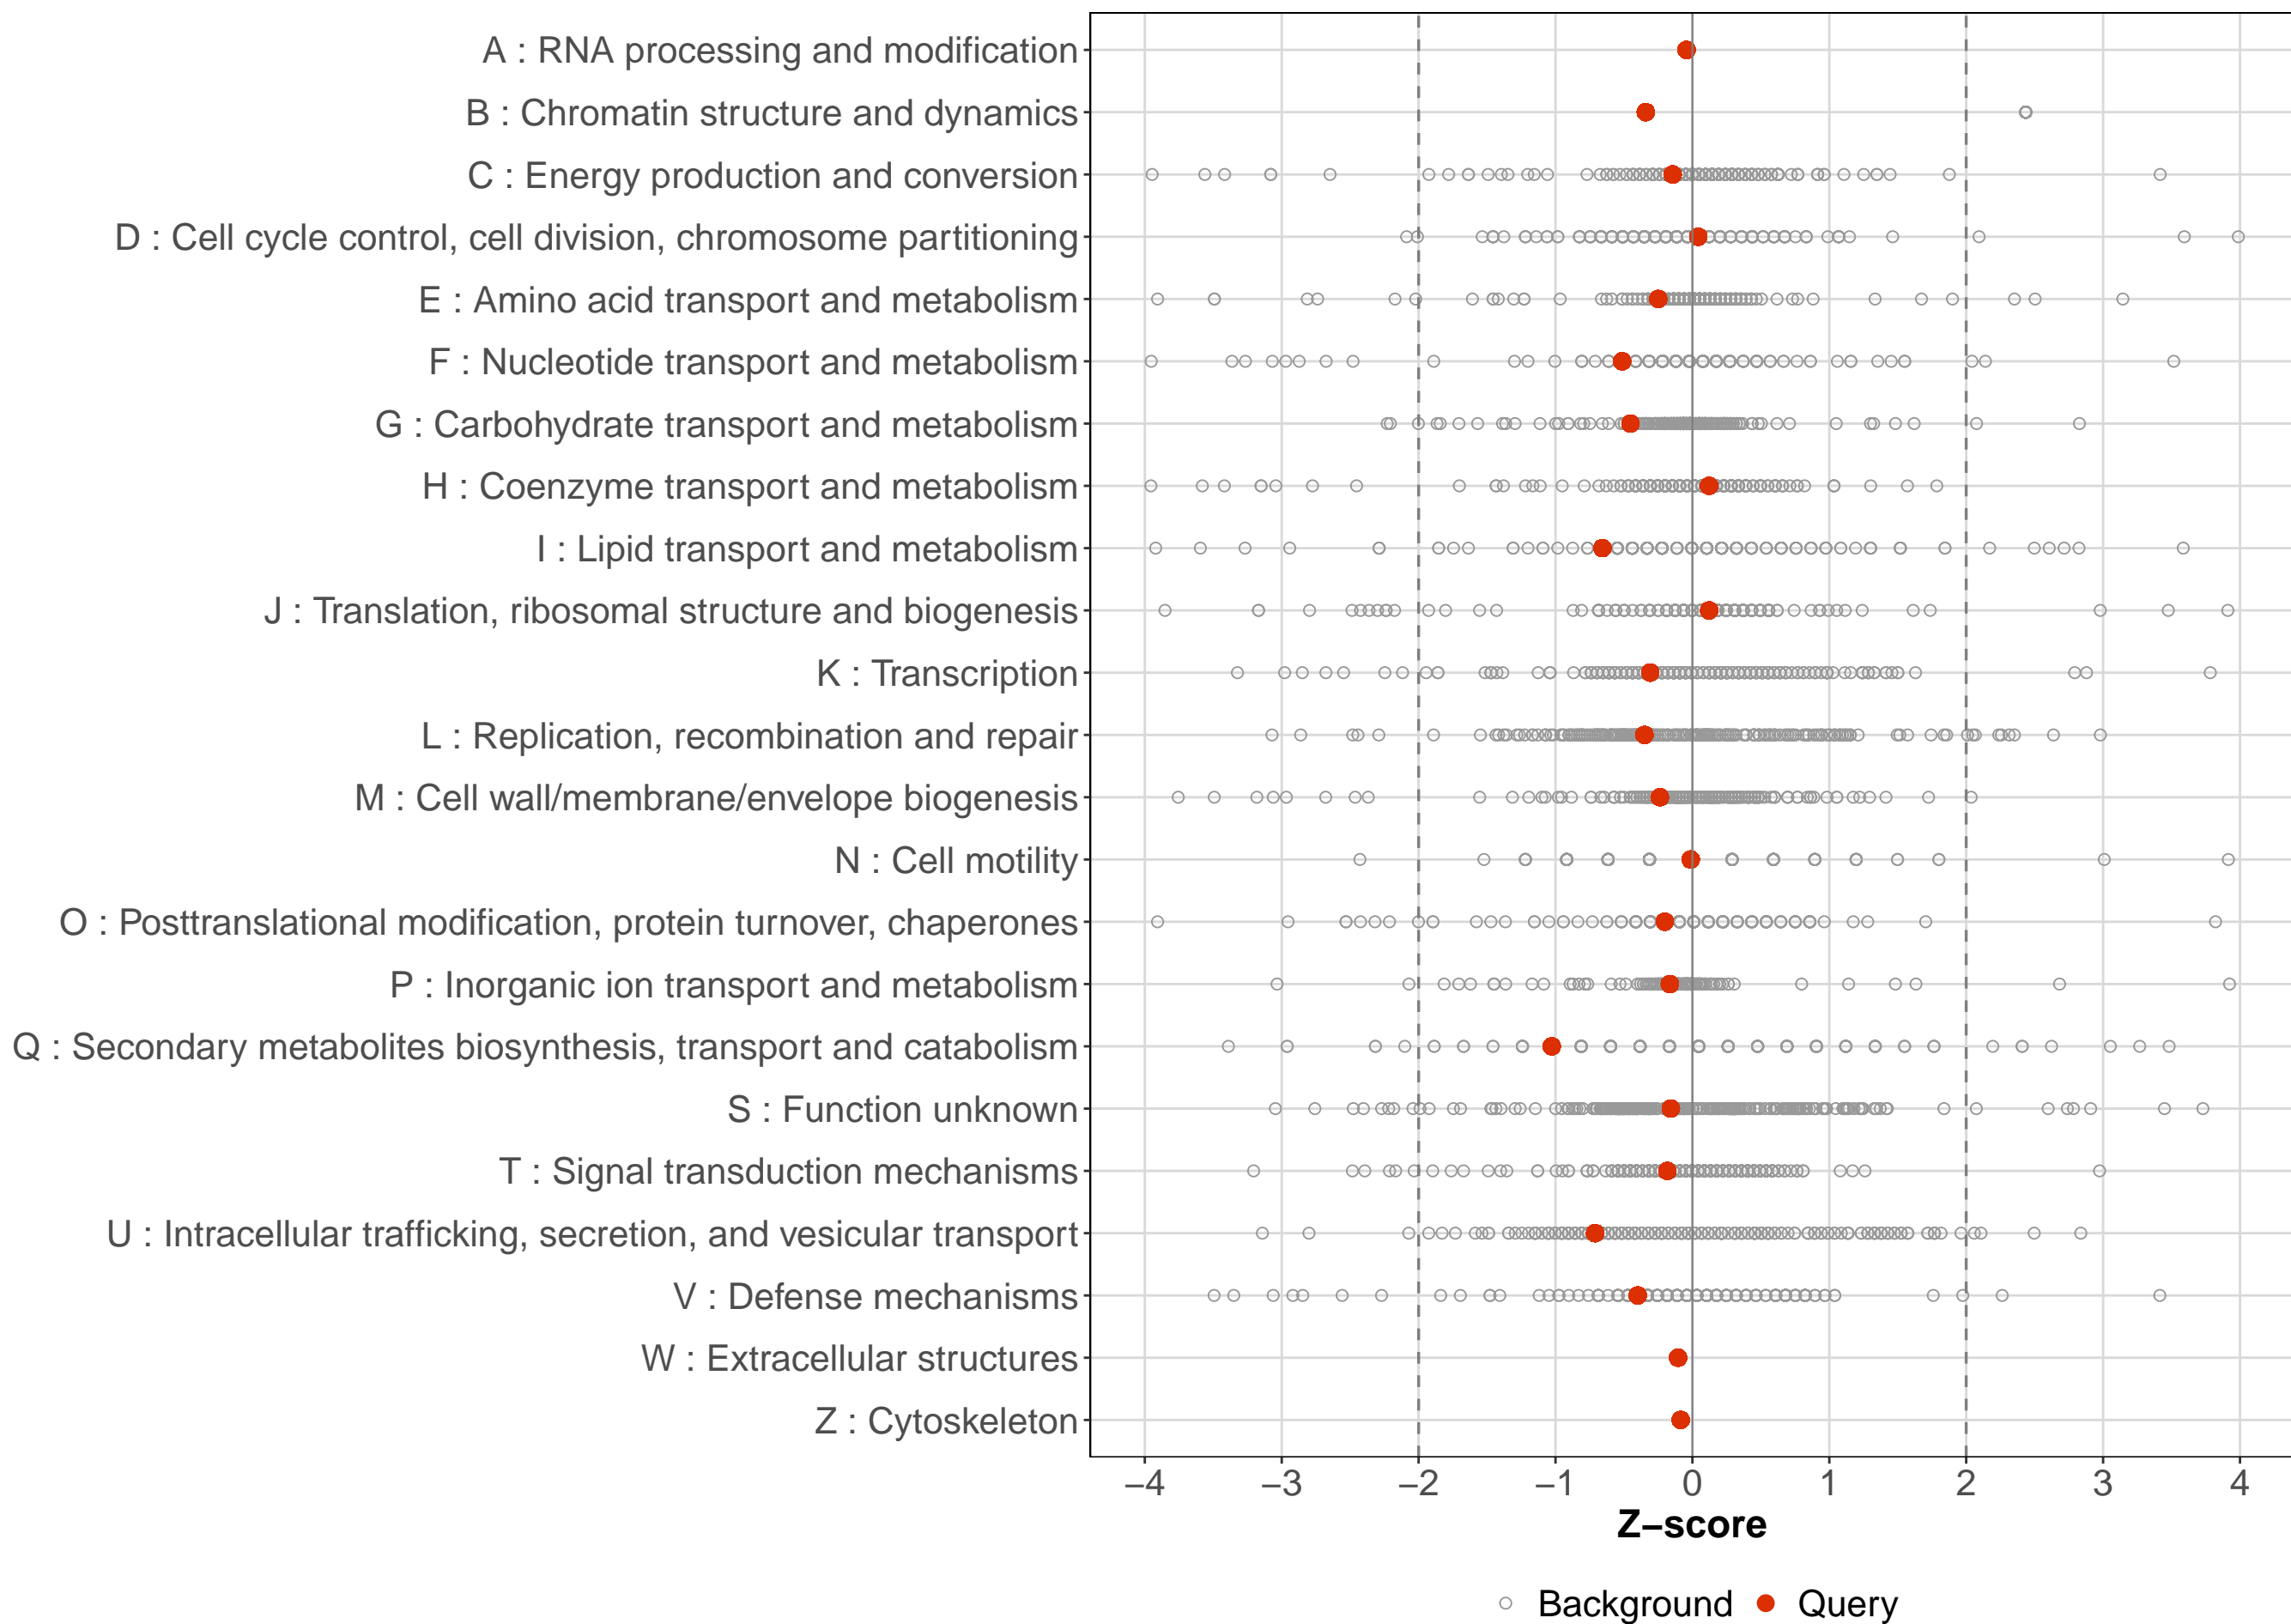 A : RNA processing and modification
B : Chromatin structure and dynamics
C : Energy production and conversion
D : Cell cycle control, cell division, chromosome partitioning
E : Amino acid transport and metabolism
F : Nucleotide transport and metabolism
G : Carbohydrate transport and metabolism
H : Coenzyme transport and metabolism
I : Lipid transport and metabolism
J : Translation, ribosomal structure and biogenesis
K : Transcription
L : Replication, recombination and repair
M : Cell wall/membrane/envelope biogenesis
N : Cell motility
O : Posttranslational modification, protein turnover, chaperones
P : Inorganic ion transport and metabolism
Q : Secondary metabolites biosynthesis, transport and catabolism
S : Function unknown
T : Signal transduction mechanisms
U : Intracellular trafficking, secretion, and vesicular transport
V : Defense mechanisms
W : Extracellular structures
Z : Cytoskeleton
−4 −3 −2 −1 0 1 2 3 4
Z−score
Background Query